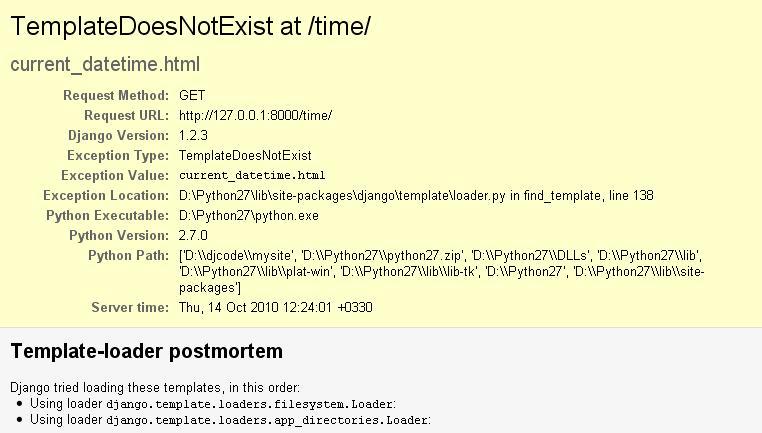 TemplateDoesNotExist at /time/
current_datetime.html
Request Method: GET
Request URL: http://127.0.0.1:8000/time/
Django Version: 1.2.3
Exception Type: TemplateDoesNotExist
Exception Value: current_datetime.html
Exception Location: D:\Python27\lib\site-packages\django\template\loader.py in find_template, line 138
Python Executable: D:\Python27\python.exe
Python Version: 2.7.0
Python Path: ['D:\\djcode\\mysite', 'D:\\Python27\\python27.zip', 'D:\\Python27\\DLLs', 'D:\\Python27\\lib',
'D:\\Python27\\lib\\plat-win', 'D:\\Python27\\lib\\lib-tk', 'D:\\Python27', 'D:\\Python27\\lib\\site-
packages']
Server time: Thu, 14 Oct 2010 12:24:01 +0330
Template-loader postmortem
Django tried loading these templates, in this order:
• Using loader django.template.loaders.filesystem.Loader:
• Using loader django.template.loaders.app_directories.Loader: